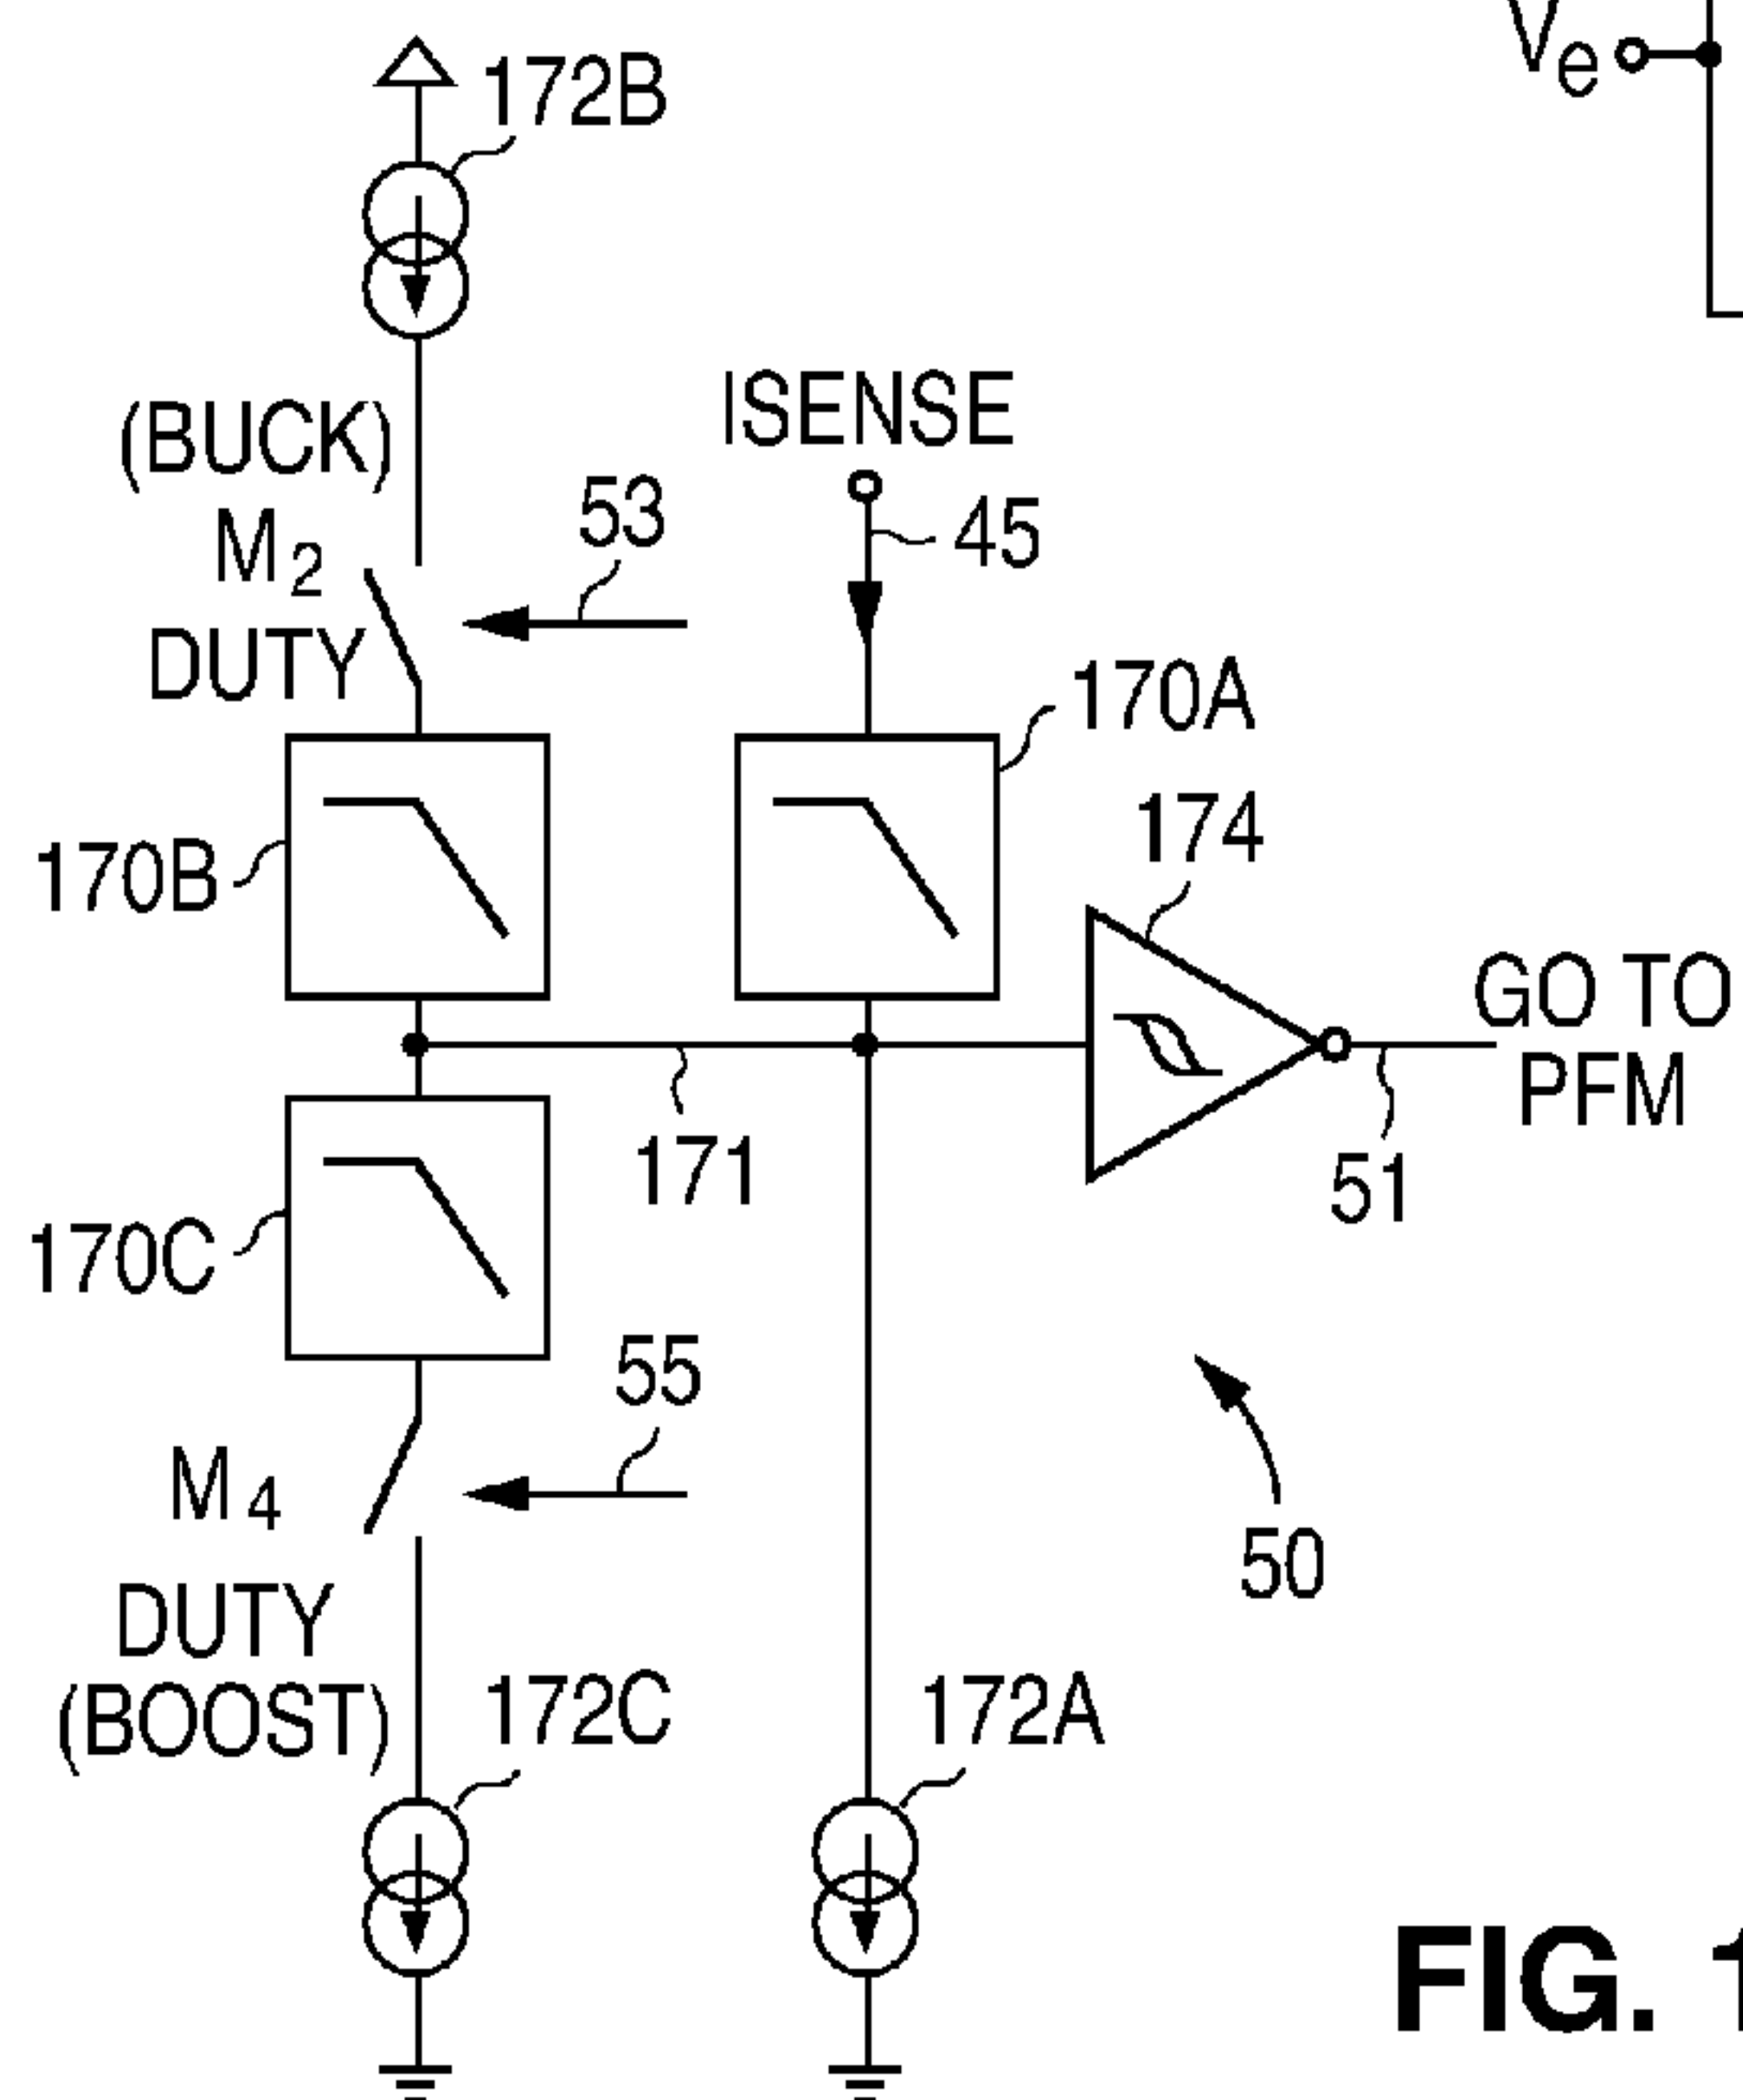 Ve
172B
(BUCK)
M2
DUTY
53
ISENSE
45
170A
174
170B
GO TO
PFM
171
51
170C
55
M4
DUTY
(BOOST)
50
172C
172A
FIG.